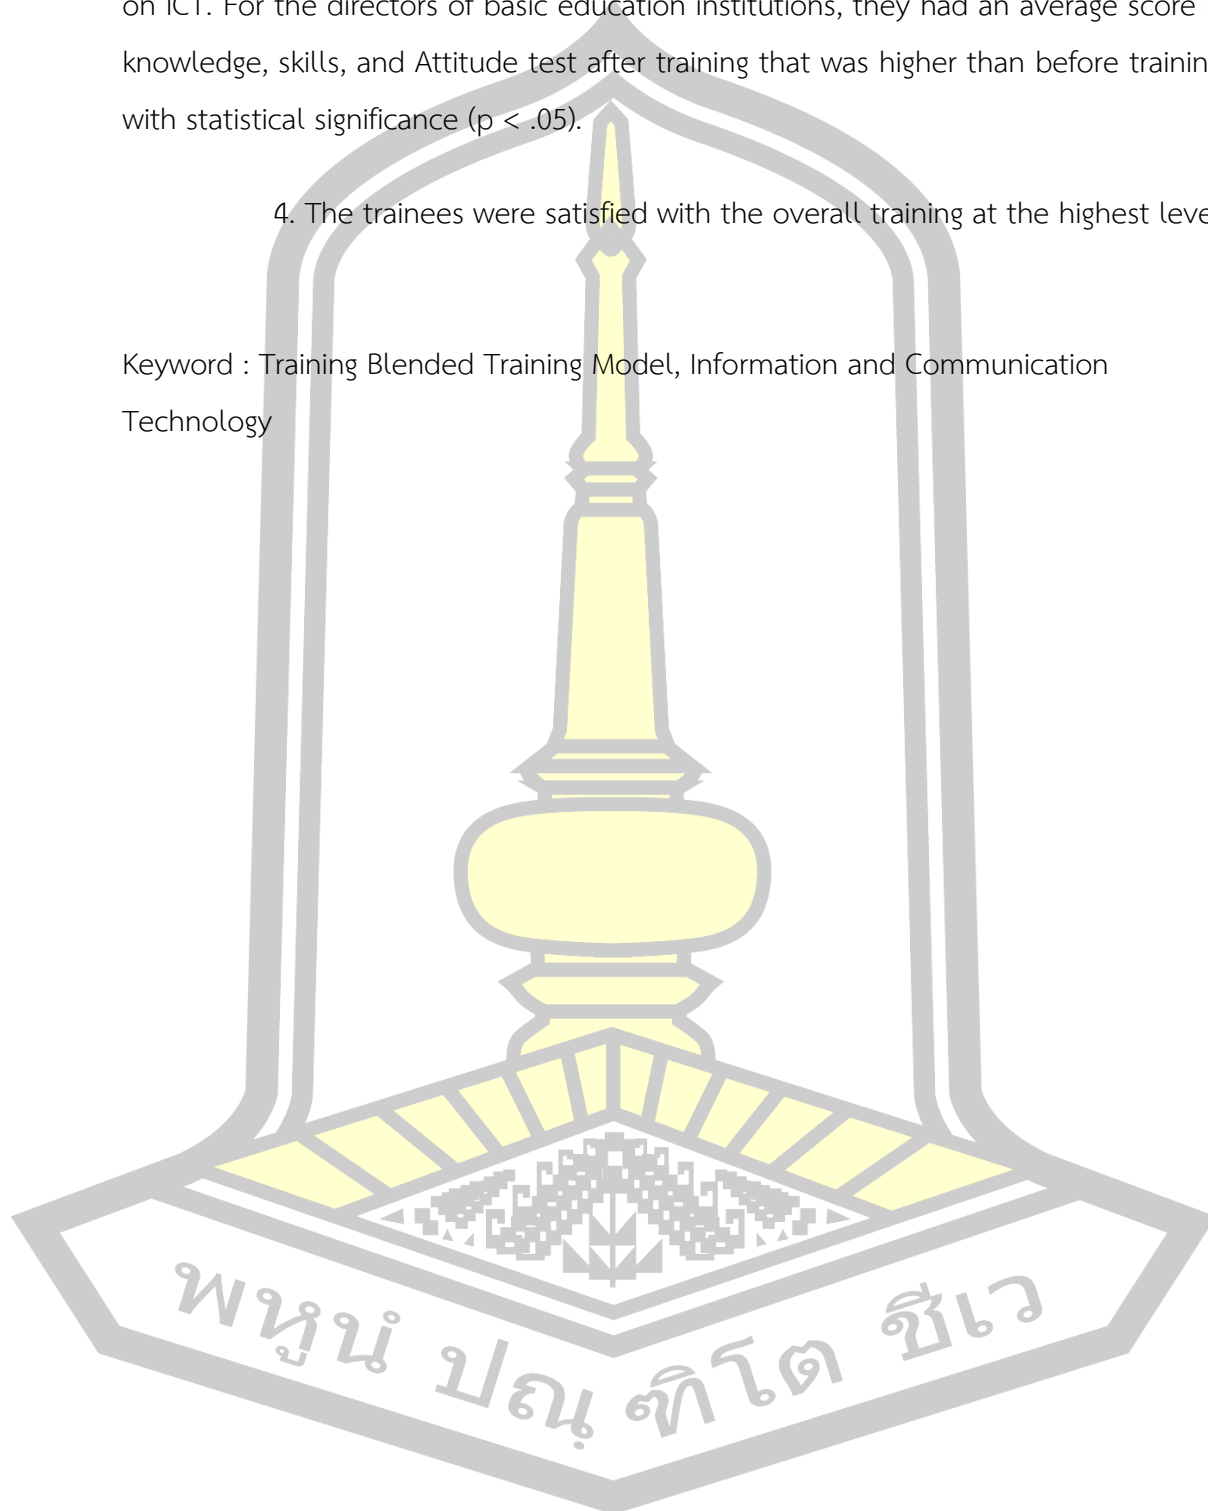 on ICT. For the directors of basic education institutions, they had an average score
knowledge, skills, and Attitude test after training that was higher than before trainin
with statistical significance (p < .05).
4. The trainees were satisfied with the overall training at the highest leve
Keyword : Training Blended Training Model, Information and Communication
Technology
พหูนํ ปณฺฑิโต ชีเว